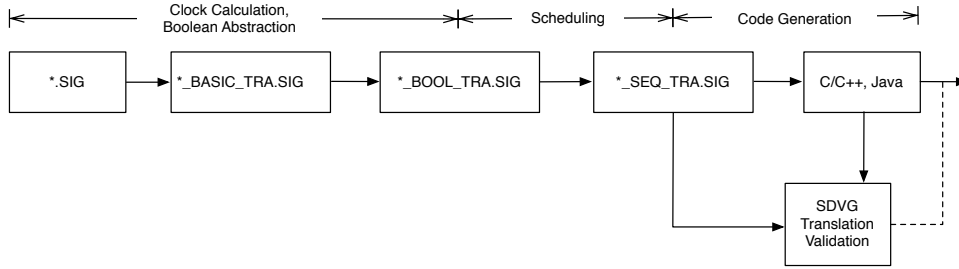 Clock Calculation,
Boolean Abstraction
Scheduling
Code Generation
*.SIG
*_BASIC_TRA.SIG
*_BOOL_TRA.SIG
*_SEQ_TRA.SIG
C/C++, Java
SDVG
Translation
Validation